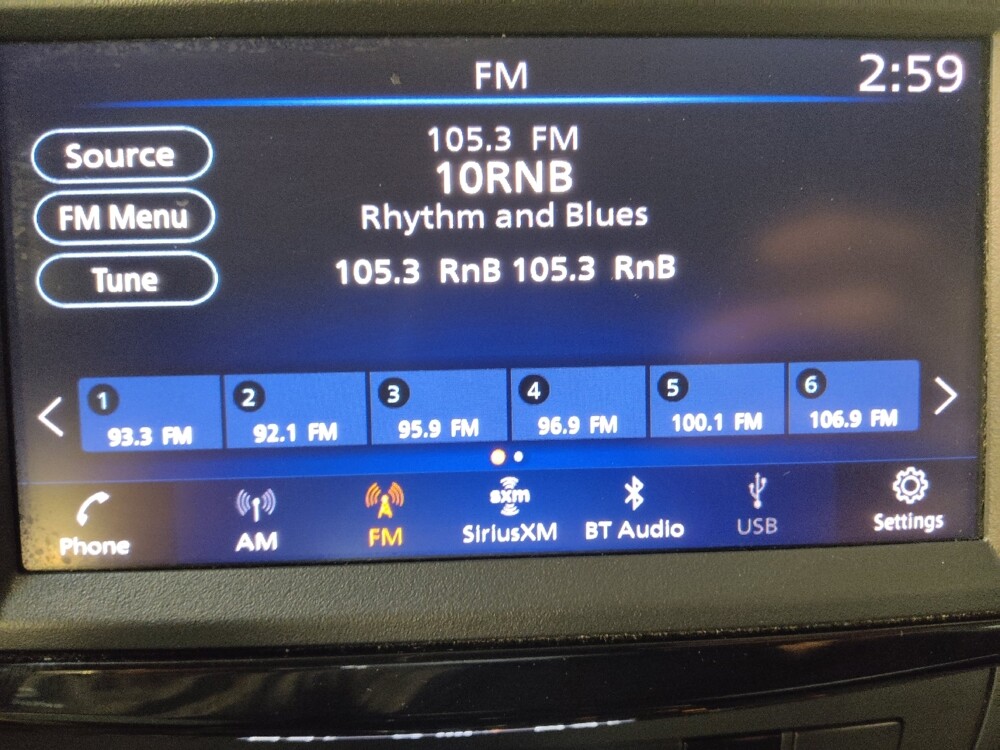 FM
2:59
Source
FM Menu
Tune
105.3 FM
10RNB
Rhythm and Blues
105.3 RnB 105.3 RnB
1
93.3 FM
2
92.1 FM
3
95.9 FM
4
96.9 FM
5
100.1 FM
6
106.9 FM
Phone
AM
FM
sxm
SiriusXM
BT Audio
USB
Settings